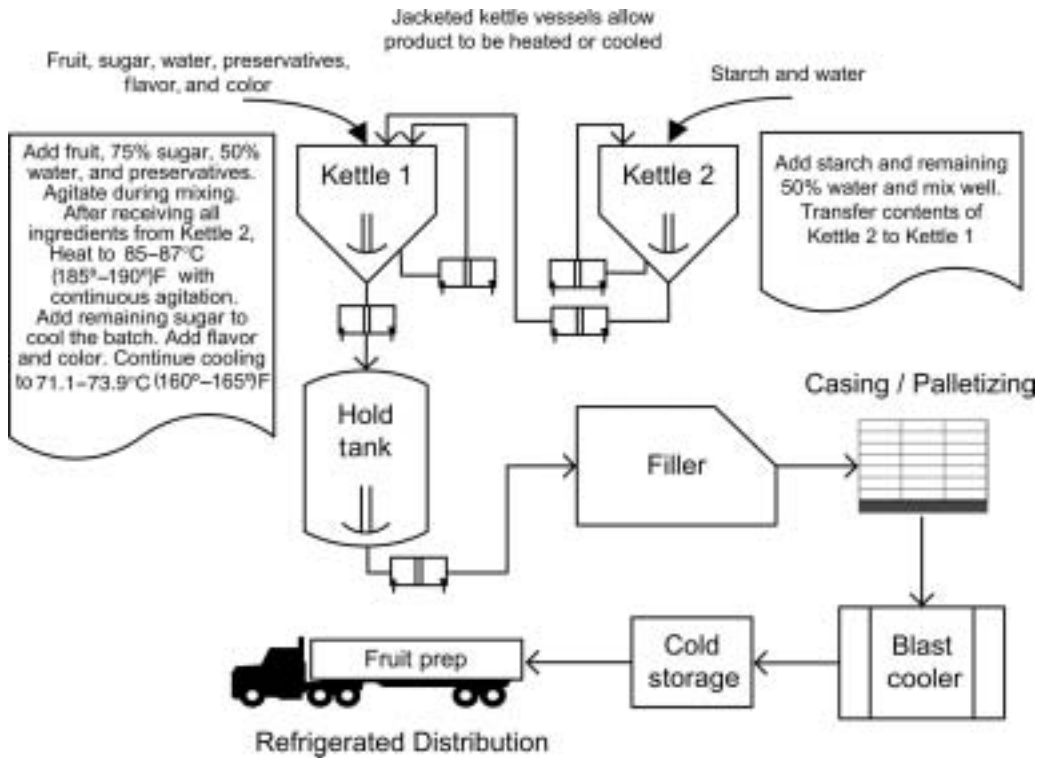 Jacketed kettle vessels allow
product to be heated or cooled
Fruit, sugar, water, preservatives,
flavor, and color
Starch and water
Add fruit, 75% sugar, 50%
water, and preservatives.
Agitate during mixing.
After receiving all
ingredients from Kettle 2,
Heat to 85–87°C
(185º–190º)F with
continuous agitation.
Add remaining sugar to
cool the batch. Add flavor
and color. Continue cooling
to 71.1–73.9°C (160º–165º)F
Kettle 1
Kettle 2
Add starch and remaining
50% water and mix well.
Transfer contents of
Kettle 2 to Kettle 1
Hold
tank
Filler
Casing / Palletizing
Blast
cooler
Cold
storage
Fruit prep
Refrigerated Distribution